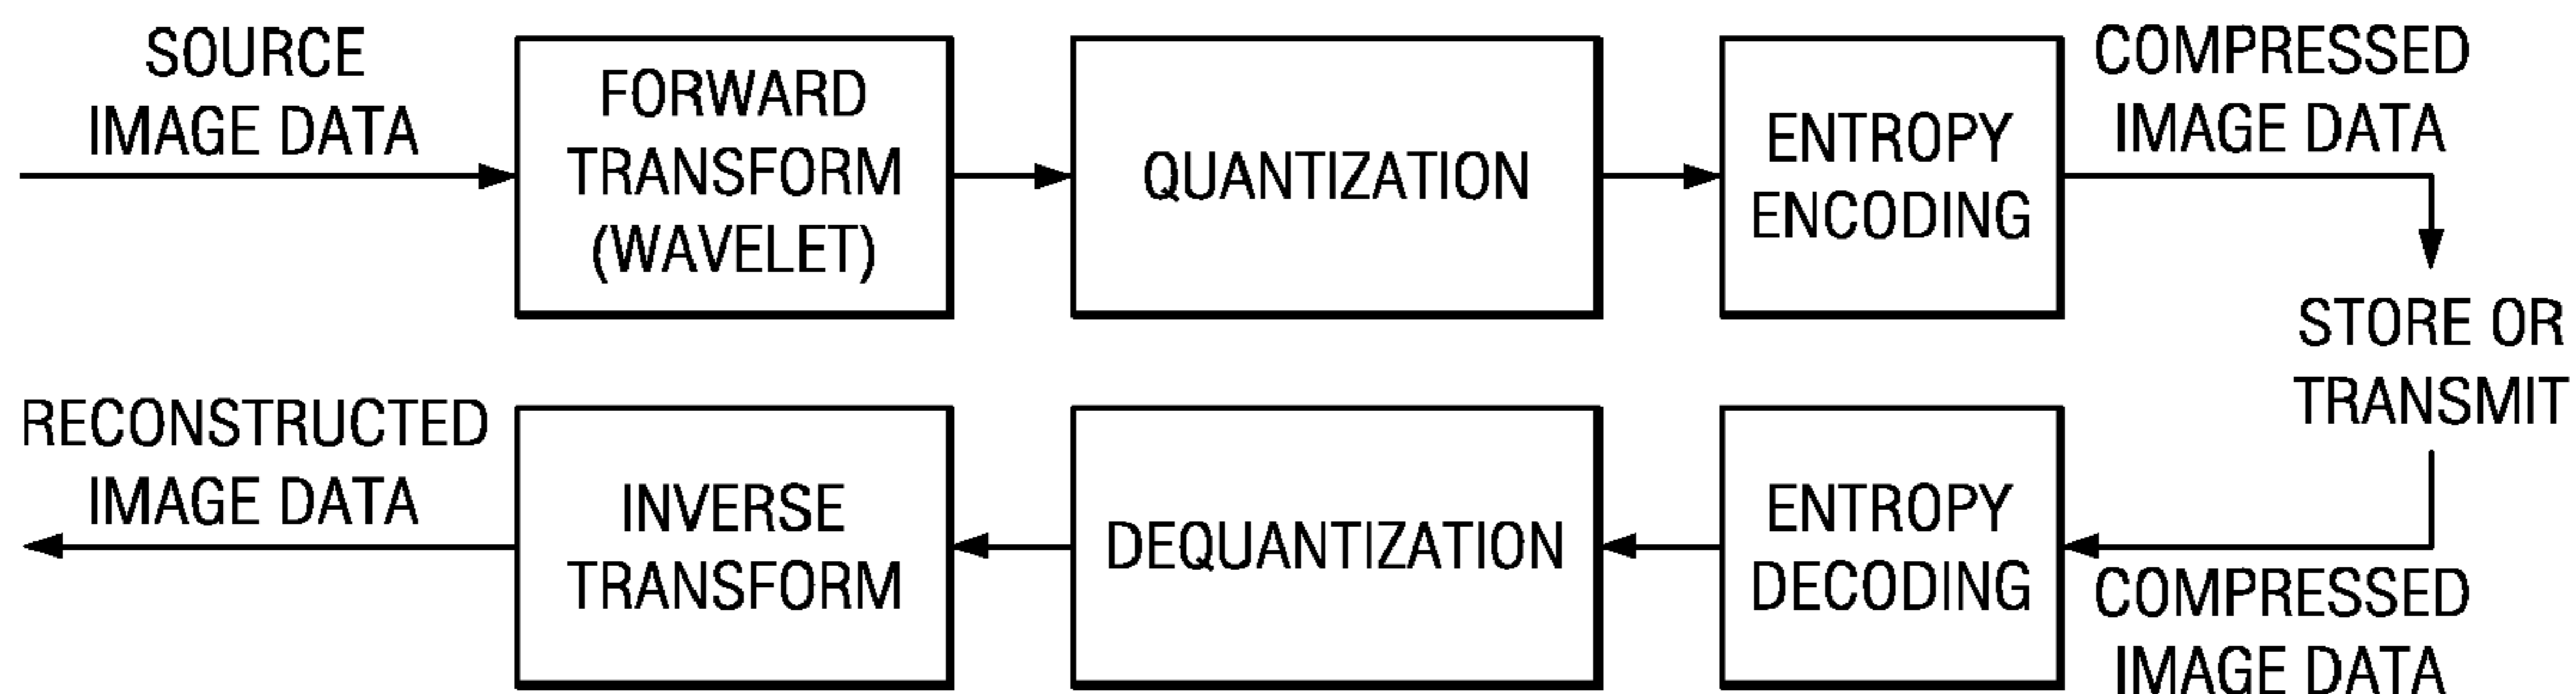 SOURCE
IMAGE DATA
FORWARD
TRANSFORM
(WAVELET)
QUANTIZATION
ENTROPY
ENCODING
COMPRESSED
IMAGE DATA
STORE OR
TRANSMIT
RECONSTRUCTED
IMAGE DATA
INVERSE
TRANSFORM
DEQUANTIZATION
ENTROPY
DECODING
COMPRESSED
IMAGE DATA